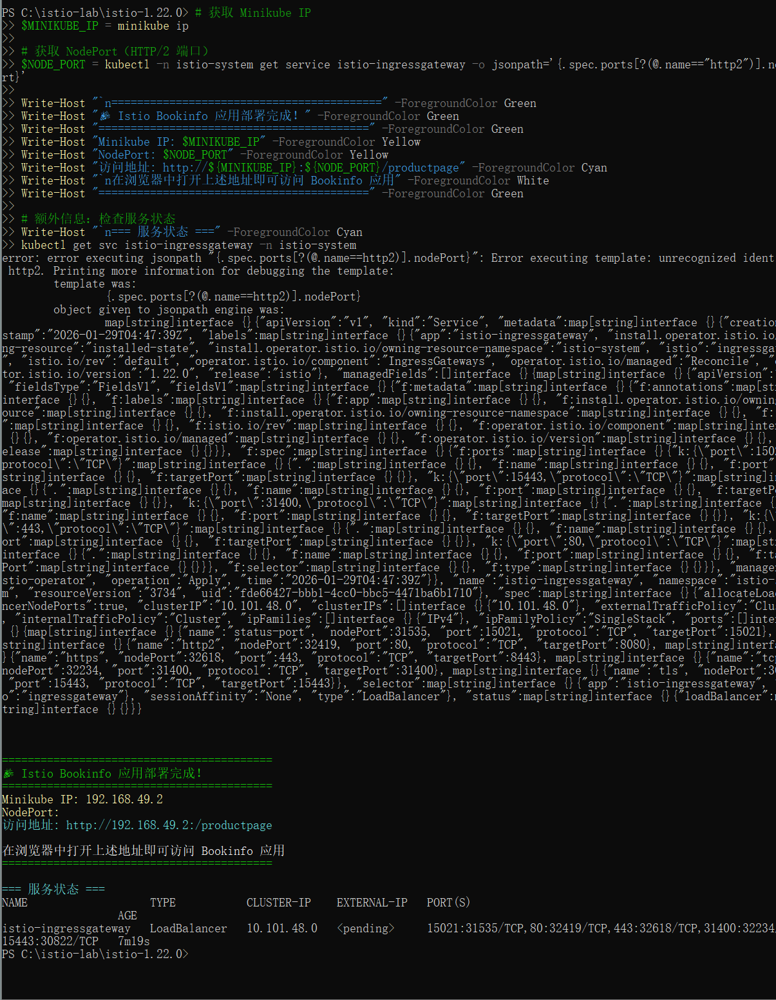 PS C:\istio-lab\istio-1.22.0> # 获取 Minikube IP
>> $MINIKUBE_IP = minikube ip
>>
>> # 获取 NodePort（HTTP/2 端口）
>> $NODE_PORT = kubectl -n istio-system get service istio-ingressgateway -o jsonpath='{.spec.ports[?(@.name=="http2")].no
rt}'
>>
>> Write-Host "`n==========================================" -ForegroundColor Green
>> Write-Host "🎉 Istio Bookinfo 应用部署完成！" -ForegroundColor Green
>> Write-Host "==========================================" -ForegroundColor Green
>> Write-Host "Minikube IP: $MINIKUBE_IP" -ForegroundColor Yellow
>> Write-Host "NodePort: $NODE_PORT" -ForegroundColor Yellow
>> Write-Host "访问地址: http://${MINIKUBE_IP}:${NODE_PORT}/productpage" -ForegroundColor Cyan
>> Write-Host "`n在浏览器中打开上述地址即可访问 Bookinfo 应用" -ForegroundColor White
>> Write-Host "==========================================" -ForegroundColor Green
>>
>> # 额外信息：检查服务状态
>> Write-Host "`n=== 服务状态 ===" -ForegroundColor Cyan
>> kubectl get svc istio-ingressgateway -n istio-system
error: error executing jsonpath "{.spec.ports[?(@.name==http2)].nodePort}": Error executing template: unrecognized ident
http2. Printing more information for debugging the template:
template was:
{.spec.ports[?(@.name==http2)].nodePort}
object given to jsonpath engine was:
map[string]interface {}{"apiVersion":"v1", "kind":"Service", "metadata":map[string]interface {}{"creatio
stamp":"2026-01-29T04:47:39Z", "labels":map[string]interface {}{"app":"istio-ingressgateway", "install.operator.istio.io/
ng-resource":"installed-state", "install.operator.istio.io/owning-resource-namespace":"istio-system", "istio":"ingressga
", "istio.io/rev":"default", "operator.istio.io/component":"IngressGateways", "operator.istio.io/managed":"Reconcile", "
tor.istio.io/version":"1.22.0", "release":"istio"}, "managedFields":[]interface {}{map[string]interface {}{"apiVersion":
"fieldsType":"FieldsV1", "fieldsV1":map[string]interface {}{"f:metadata":map[string]interface {}{"f:annotations":map[st
interface {}{}, "f:labels":map[string]interface {}{"f:app":map[string]interface {}{}, "f:install.operator.istio.io/ownin
ource":map[string]interface {}{}, "f:install.operator.istio.io/owning-resource-namespace":map[string]interface {}{}, "f:
":map[string]interface {}{}, "f:istio.io/rev":map[string]interface {}{}, "f:operator.istio.io/component":map[string]inter
{}{}, "f:operator.istio.io/managed":map[string]interface {}{}, "f:operator.istio.io/version":map[string]interface {}{},
elease":map[string]interface {}{}}}, "f:spec":map[string]interface {}{"f:ports":map[string]interface {}{"k:{\"port\":1502
protocol\":\"TCP\"}":map[string]interface {}{".":map[string]interface {}{}, "f:name":map[string]interface {}{}, "f:port"
string]interface {}{}, "f:targetPort":map[string]interface {}{}}, "k:{\"port\":15443,\"protocol\":\"TCP\"}":map[string]in
ace {}{".":map[string]interface {}{}, "f:name":map[string]interface {}{}, "f:port":map[string]interface {}{}, "f:targetPo
map[string]interface {}{}}, "k:{\"port\":31400,\"protocol\":\"TCP\"}":map[string]interface {}{".":map[string]interface {
"f:name":map[string]interface {}{}, "f:port":map[string]interface {}{}, "f:targetPort":map[string]interface {}{}}, "k:{\
\":443,\"protocol\":\"TCP\"}":map[string]interface {}{".":map[string]interface {}{}, "f:name":map[string]interface {}{},
ort":map[string]interface {}{}, "f:targetPort":map[string]interface {}{}}, "k:{\"port\":80,\"protocol\":\"TCP\"}":map[st
interface {}{".":map[string]interface {}{}, "f:name":map[string]interface {}{}, "f:port":map[string]interface {}{}, "f:ta
Port":map[string]interface {}{}}}, "f:selector":map[string]interface {}{}, "f:type":map[string]interface {}{}}}, "manage
stio-operator", "operation":"Apply", "time":"2026-01-29T04:47:39Z"}}, "name":"istio-ingressgateway", "namespace":"istio-s
m", "resourceVersion":"3734", "uid":"fde66427-bbb1-4cc0-bbc5-4471ba6b1710"}, "spec":map[string]interface {}{"allocateLoa
ncerNodePorts":true, "clusterIP":"10.101.48.0", "clusterIPs":[]interface {}{"10.101.48.0"}, "externalTrafficPolicy":"Clu
, "internalTrafficPolicy":"Cluster", "ipFamilies":[]interface {}{"IPv4"}, "ipFamilyPolicy":"SingleStack", "ports":[]inter
{}{map[string]interface {}{"name":"status-port", "nodePort":31535, "port":15021, "protocol":"TCP", "targetPort":15021},
string]interface {}{"name":"http2", "nodePort":32419, "port":80, "protocol":"TCP", "targetPort":8080}, map[string]interf
}{"name":"https", "nodePort":32618, "port":443, "protocol":"TCP", "targetPort":8443}, map[string]interface {}{"name":"tcp
nodePort":32234, "port":31400, "protocol":"TCP", "targetPort":31400}, map[string]interface {}{"name":"tls", "nodePort":30
"port":15443, "protocol":"TCP", "targetPort":15443}}, "selector":map[string]interface {}{"app":"istio-ingressgateway",
o":"ingressgateway"}, "sessionAffinity":"None", "type":"LoadBalancer"}, "status":map[string]interface {}{"loadBalancer":m
tring]interface {}{}}}
==========================================
🎉 Istio Bookinfo 应用部署完成！
==========================================
Minikube IP: 192.168.49.2
NodePort:
访问地址: http://192.168.49.2:/productpage
在浏览器中打开上述地址即可访问 Bookinfo 应用
==========================================
=== 服务状态 ===
NAME TYPE CLUSTER-IP EXTERNAL-IP PORT(S)
AGE
istio-ingressgateway LoadBalancer 10.101.48.0 <pending> 15021:31535/TCP,80:32419/TCP,443:32618/TCP,31400:32234
15443:30822/TCP 7m19s
PS C:\istio-lab\istio-1.22.0>